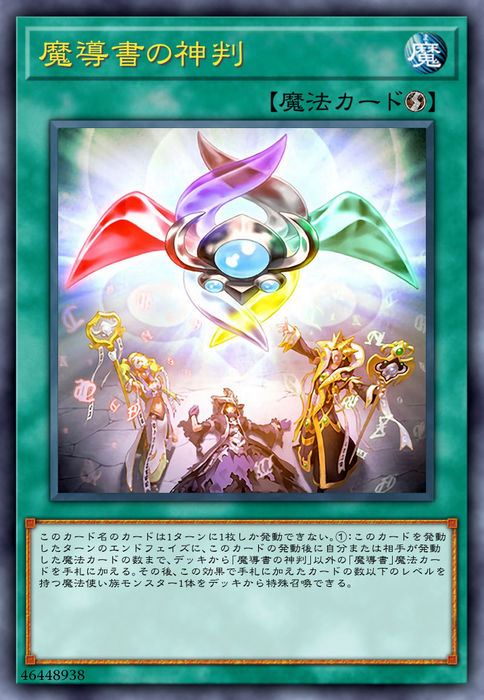 魔導書の神判
魔
【魔法カード】
このカード名のカードは1ターンに1枚しか発動できない。①:このカードを発動
したターンのエンドフェイズに、このカードの発動後に自分または相手が発動
した魔法カードの数まで、デッキから「魔導書の神判」以外の「魔導書」魔法カー
ドを手札に加える。その後、この効果で手札に加えたカードの数以下のレベルを
持つ魔法使い族モンスター1体をデッキから特殊召喚できる。
46448938